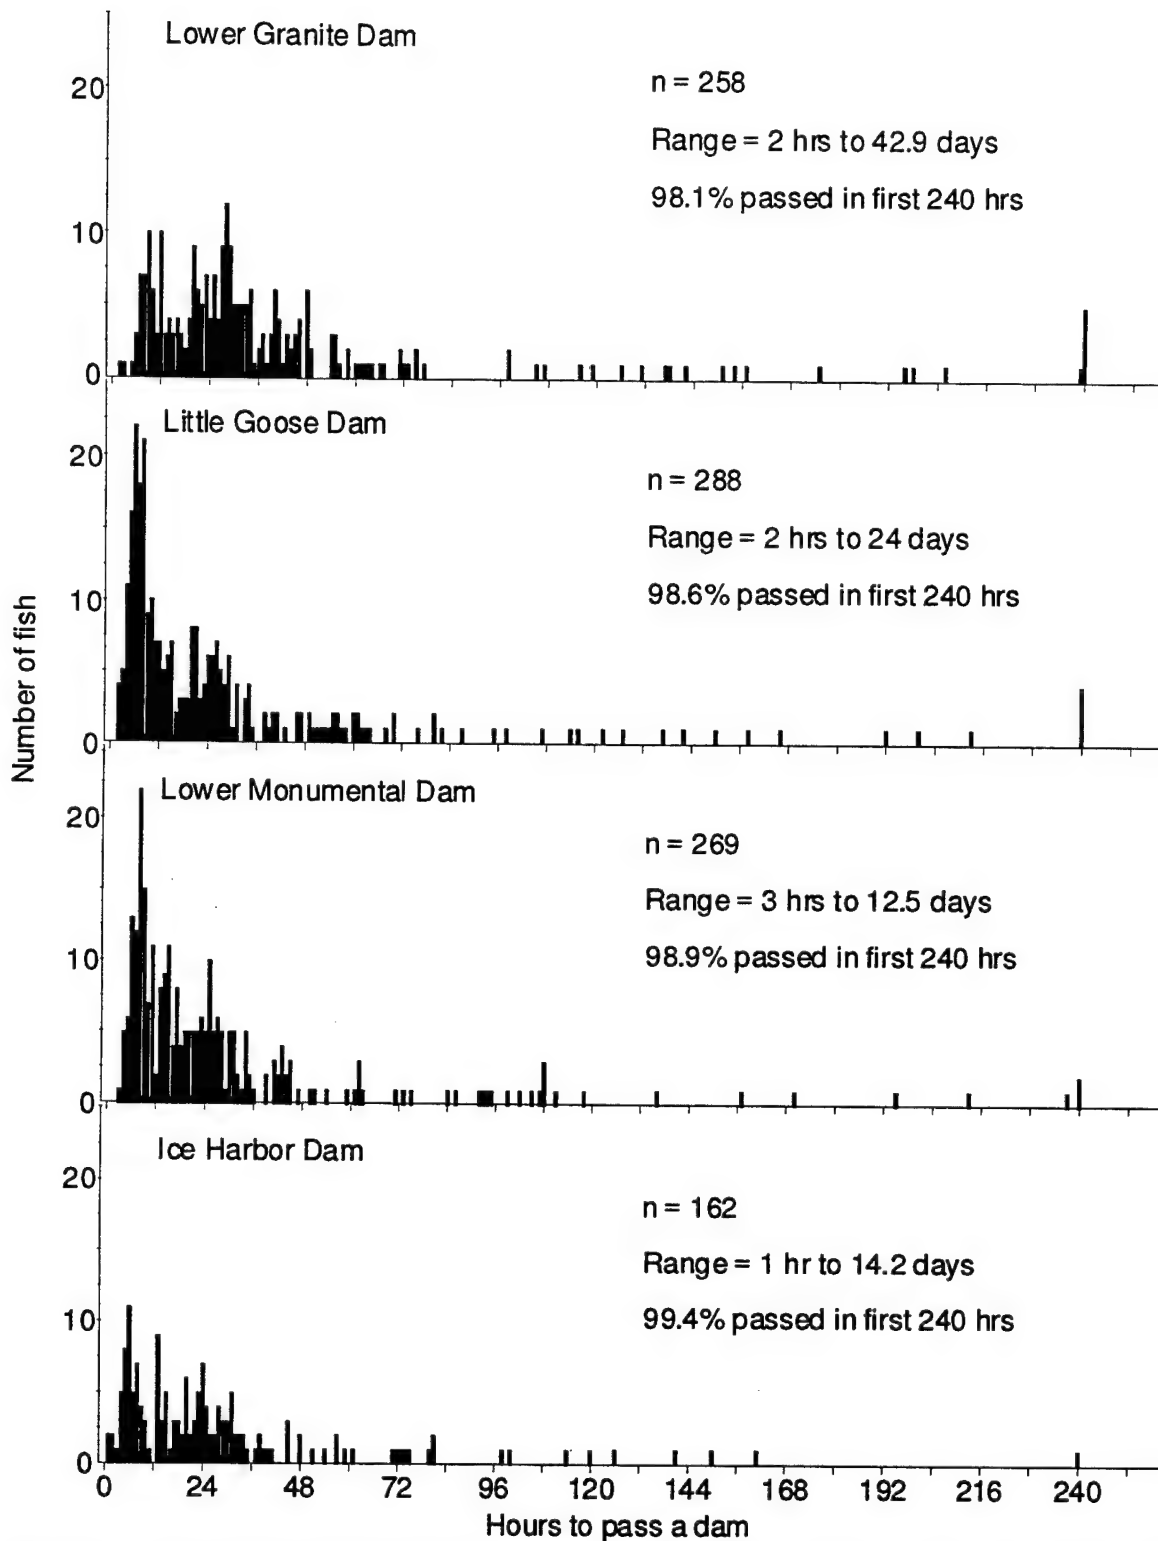 Lower Granite Dam
20
n = 258
Range = 2 hrs to 42.9 days
98.1% passed in first 240 hrs
10
0
Little Goose Dam
20
n = 288
Range = 2 hrs to 24 days
98.6% passed in first 240 hrs
10
0
Number of fish
Lower Monumental Dam
20
n = 269
Range = 3 hrs to 12.5 days
98.9% passed in first 240 hrs
10
0
Ice Harbor Dam
20
n = 162
Range = 1 hr to 14.2 days
99.4% passed in first 240 hrs
10
0
0 24 48 72 96 120 144 168 192 216 240
Hours to pass a dam